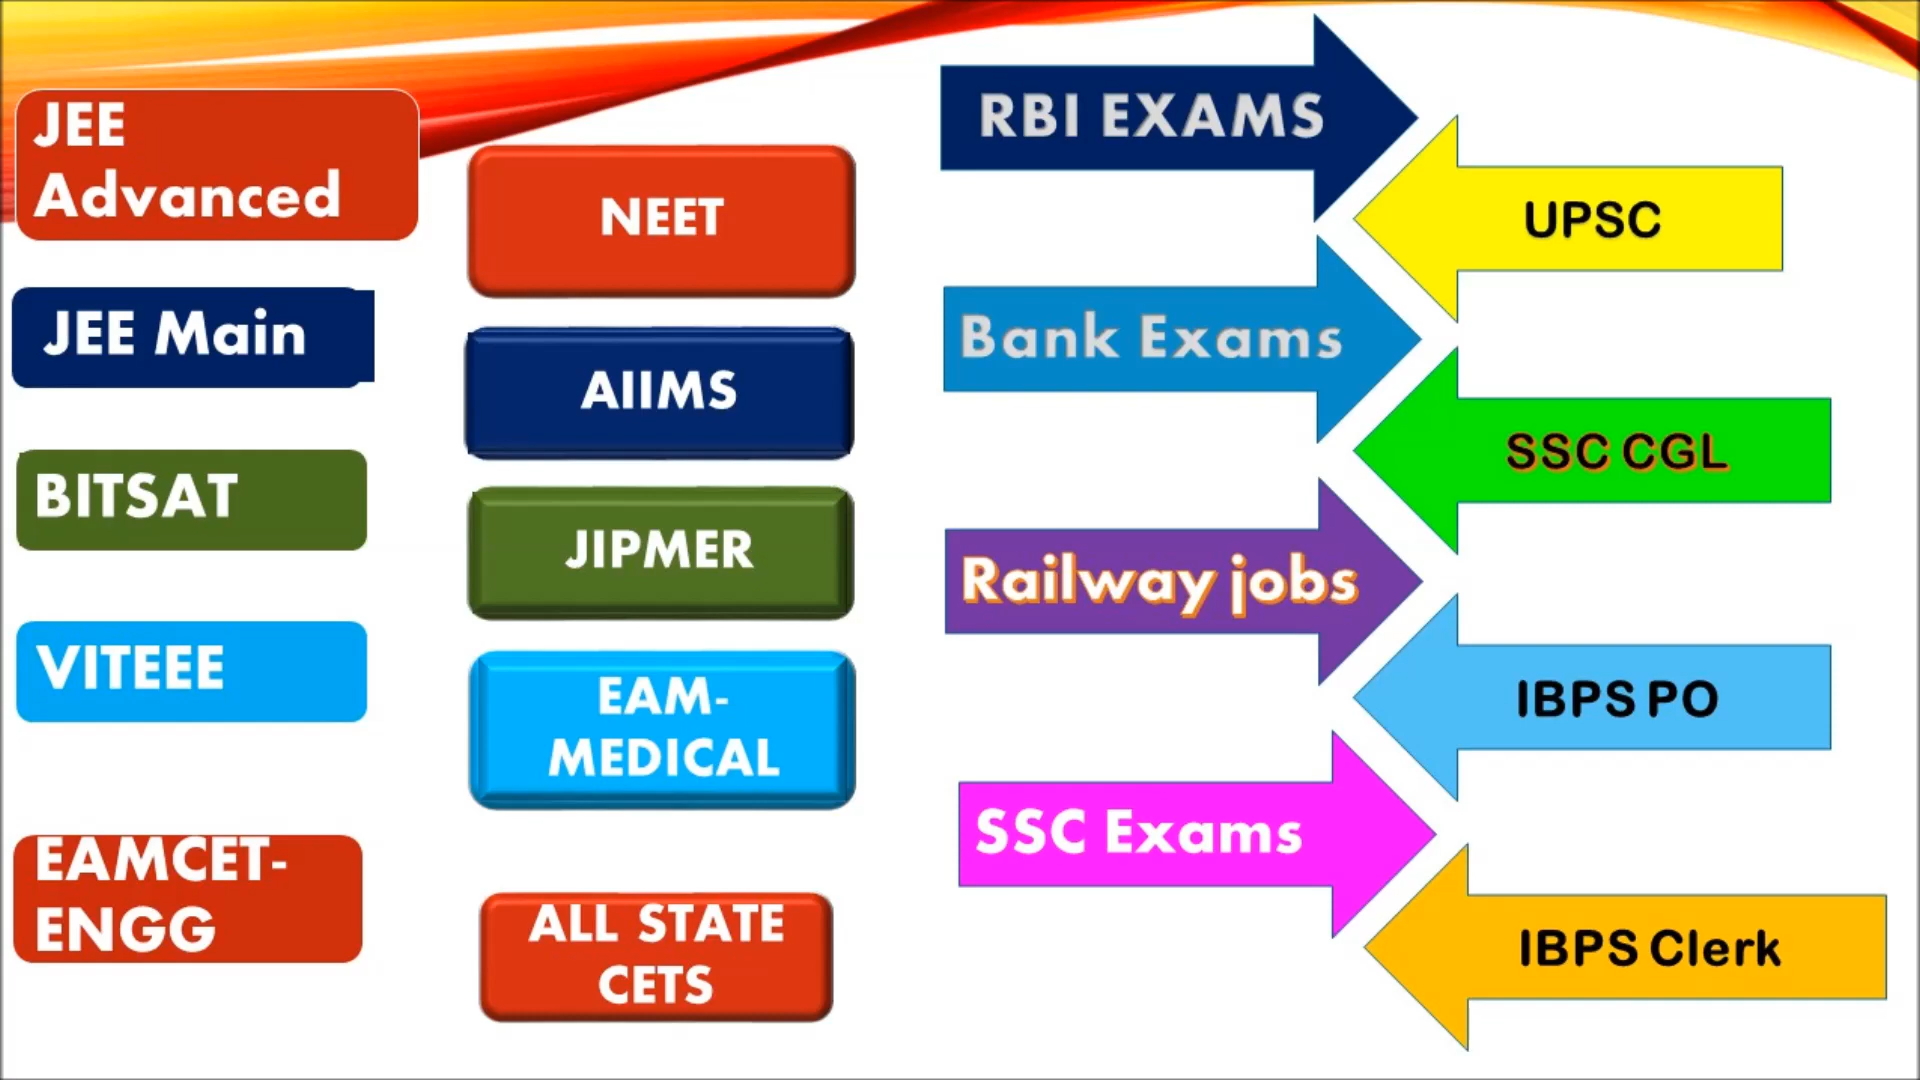 JEE
Advanced
JEE Main
BITSAT
VITEEE
EAMCET-
ENGG
NEET
AIIMS
JIPMER
EAM-
MEDICAL
ALL STATE
CETS
RBI EXAMS
Bank Exams
Railway jobs
SSC Exams
UPSC
SSC CGL
IBPS PO
IBPS Clerk